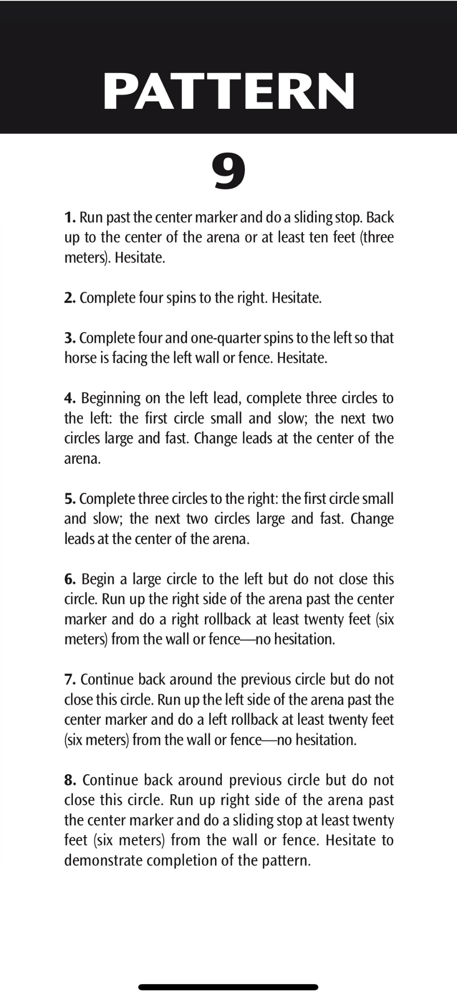 PATTERN
9
1. Run past the center marker and do a sliding stop. Back
up to the center of the arena or at least ten feet (three
meters). Hesitate.
2. Complete four spins to the right. Hesitate.
3. Complete four and one-quarter spins to the left so that
horse is facing the left wall or fence. Hesitate.
4. Beginning on the left lead, complete three circles to
the left: the first circle small and slow; the next two
circles large and fast. Change leads at the center of the
arena.
5. Complete three circles to the right: the first circle small
and slow; the next two circles large and fast. Change
leads at the center of the arena.
6. Begin a large circle to the left but do not close this
circle. Run up the right side of the arena past the center
marker and do a right rollback at least twenty feet (six
meters) from the wall or fence—no hesitation.
7. Continue back around the previous circle but do not
close this circle. Run up the left side of the arena past the
center marker and do a left rollback at least twenty feet
(six meters) from the wall or fence—no hesitation.
8. Continue back around previous circle but do not
close this circle. Run up right side of the arena past
the center marker and do a sliding stop at least twenty
feet (six meters) from the wall or fence. Hesitate to
demonstrate completion of the pattern.